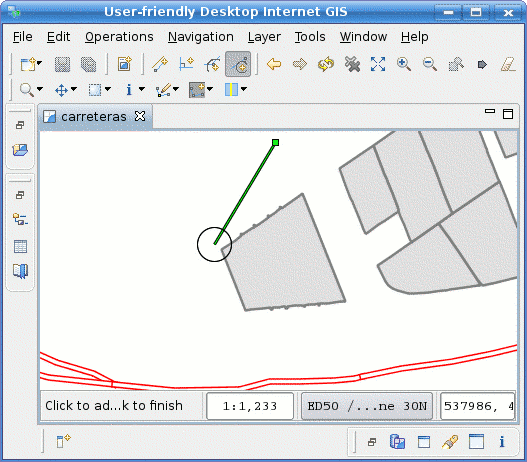 User-friendly Desktop Internet GIS
File Edit Operations Navigation Layer Tools Window Help
carreteras
Click to ad...k to finish 1:1,233 ED50 /...ne 30N 537986, 4